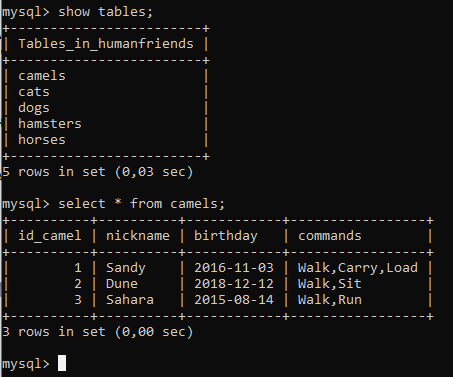 mysql> show tables;
+------------------------+
| Tables_in_humanfriends |
+------------------------+
| camels                 |
| cats                   |
| dogs                   |
| hamsters               |
| horses                 |
+------------------------+
5 rows in set (0,03 sec)

mysql> select * from camels;
+----------+----------+------------+-----------------+
| id_camel | nickname | birthday   | commands        |
+----------+----------+------------+-----------------+
|        1 | Sandy    | 2016-11-03 | Walk,Carry,Load |
|        2 | Dune     | 2018-12-12 | Walk,Sit        |
|        3 | Sahara   | 2015-08-14 | Walk,Run        |
+----------+----------+------------+-----------------+
3 rows in set (0,00 sec)

mysql>